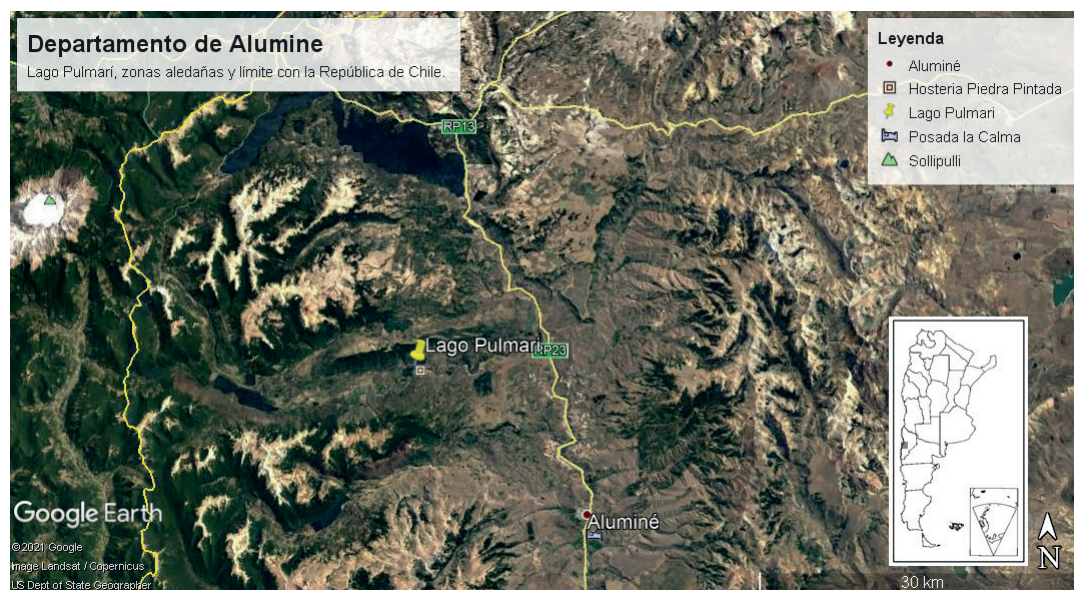 Departamento de Alumine
Lago Pulmarí, zonas aledañas y límite con la República de Chile.
Leyenda
Aluminé
Hosteria Piedra Pintada
Lago Pulmari
Posada la Calma
Sollipulli
RP13
Lago Pulmari
RP23
Aluminé
Google Earth
©2021 Google
Image Landsat / Copernicus
US Dept of State Geographer
30 km
N